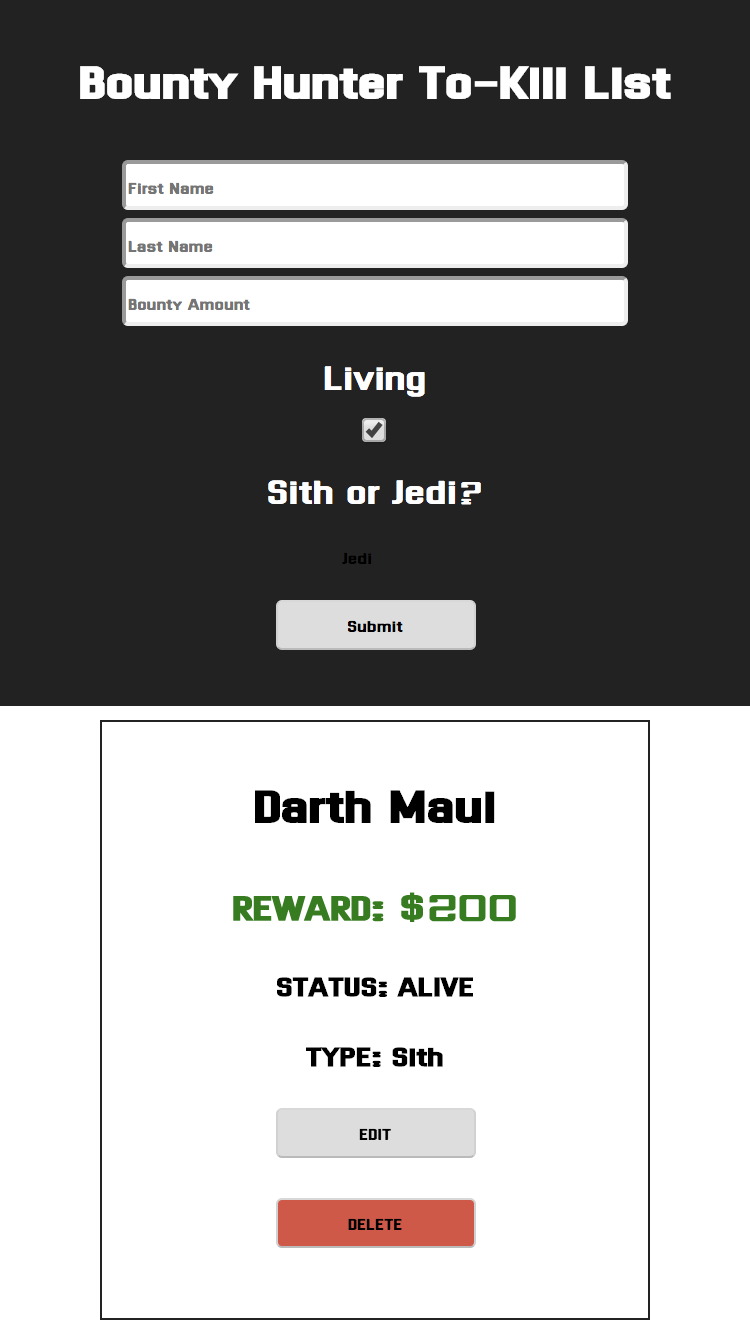 Bounty Hunter To-Kill List
First Name
Last Name
Bounty Amount
Living
Sith or Jedi?
Jedi
Submit
Darth Maul
REWARD: $200
STATUS: ALIVE
TYPE: Sith
EDIT
DELETE